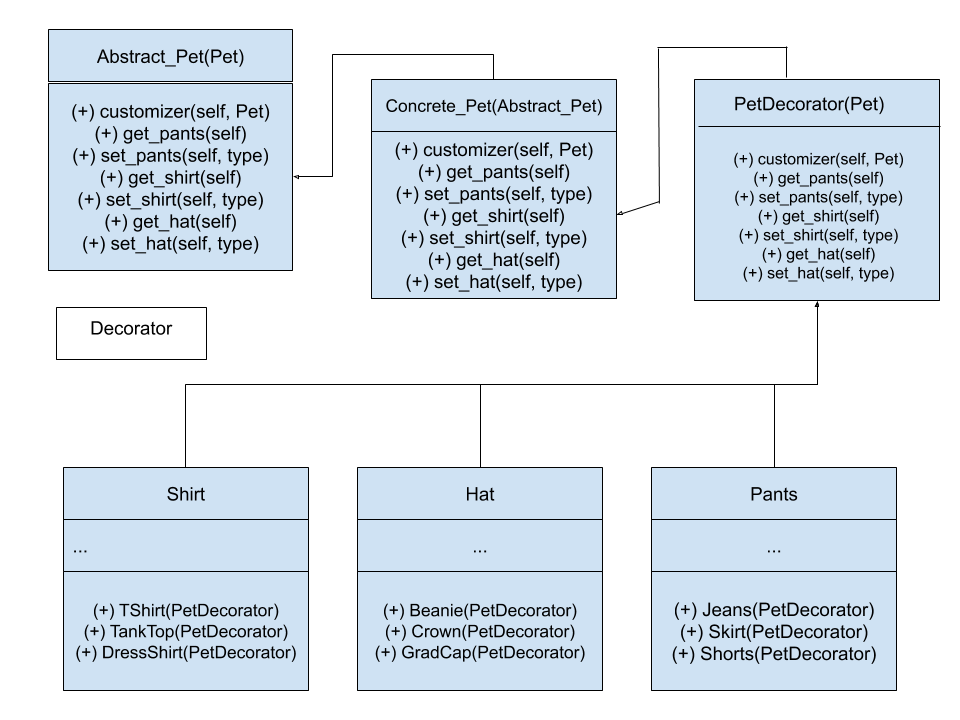 Abstract_Pet(Pet)
(+) customizer(self, Pet)
(+) get_pants(self)
(+) set_pants(self, type)
(+) get_shirt(self)
(+) set_shirt(self, type)
(+) get_hat(self)
(+) set_hat(self, type)
Concrete_Pet(Abstract_Pet)
(+) customizer(self, Pet)
(+) get_pants(self)
(+) set_pants(self, type)
(+) get_shirt(self)
(+) set_shirt(self, type)
(+) get_hat(self)
(+) set_hat(self, type)
PetDecorator(Pet)
(+) customizer(self, Pet)
(+) get_pants(self)
(+) set_pants(self, type)
(+) get_shirt(self)
(+) set_shirt(self, type)
(+) get_hat(self)
(+) set_hat(self, type)
Decorator
Shirt
...
(+) TShirt(PetDecorator)
(+) TankTop(PetDecorator)
(+) DressShirt(PetDecorator)
Hat
...
(+) Beanie(PetDecorator)
(+) Crown(PetDecorator)
(+) GradCap(PetDecorator)
Pants
...
(+) Jeans(PetDecorator)
(+) Skirt(PetDecorator)
(+) Shorts(PetDecorator)